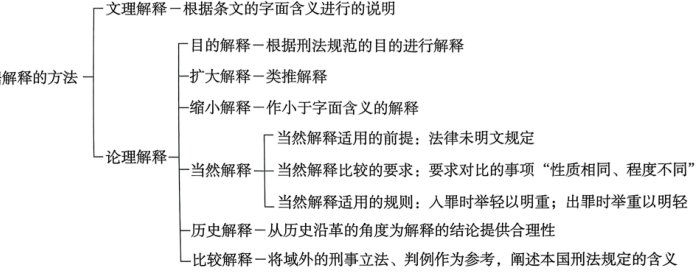 文理解释－根据条文的字面含义进行的说明
目的解释－根据刑法规范的目的进行解释
解释的方法
扩大解释－类推解释
缩小解释－作小于字面含义的解释
当然解释适用的前提：法律未明文规定
论理解释
当然解释
当然解释比较的要求：要求对比的事项“性质相同、程度不同”
当然解释适用的规则：入罪时举轻以明重；出罪时举重以明轻
历史解释－从历史沿革的角度为解释的结论提供合理性
比较解释－将域外的刑事立法、判例作为参考，阐述本国刑法规定的含义